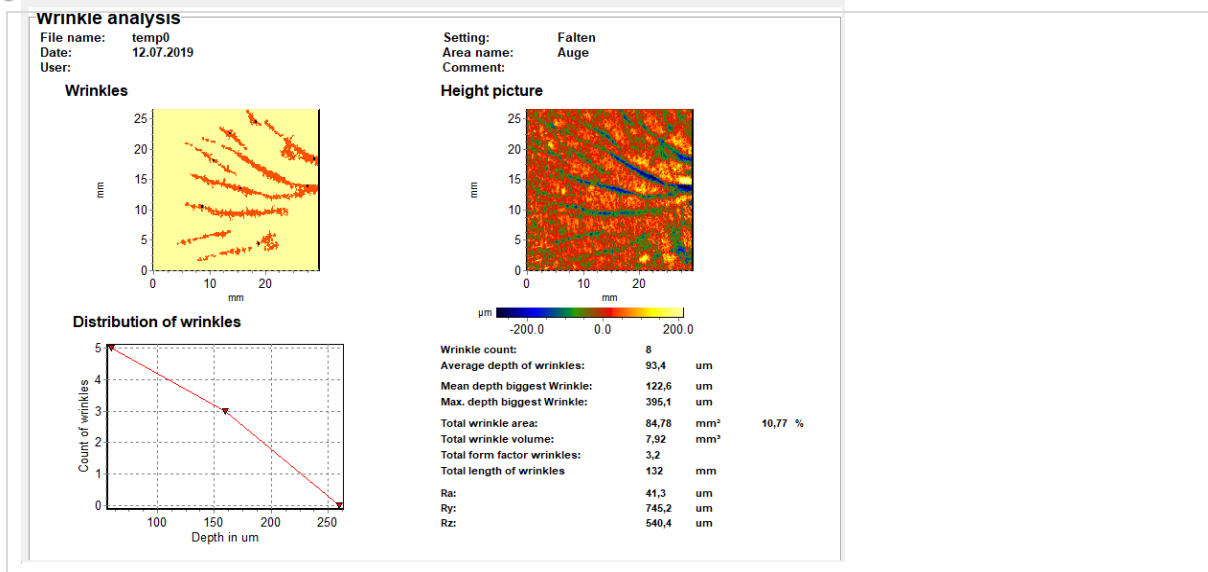 Wrinkle analysis
File name: temp0
Date: 12.07.2019
User:
Setting: Falten
Area name: Auge
Comment:
Wrinkles
25
20
15
10
5
0
mm
0 10 20
mm
Height picture
25
20
15
10
5
0
mm
0 10 20
mm
µm
-200.0 0.0 200.0
Distribution of wrinkles
5
4
3
2
1
0
Count of wrinkles
100 150 200 250
Depth in um
Wrinkle count: 8
Average depth of wrinkles: 93,4 um
Mean depth biggest Wrinkle: 122,6 um
Max. depth biggest Wrinkle: 395,1 um
Total wrinkle area: 84,78 mm² 10,77 %
Total wrinkle volume: 7,92 mm³
Total form factor wrinkles: 3,2
Total length of wrinkles 132 mm
Ra: 41,3 um
Ry: 745,2 um
Rz: 540,4 um